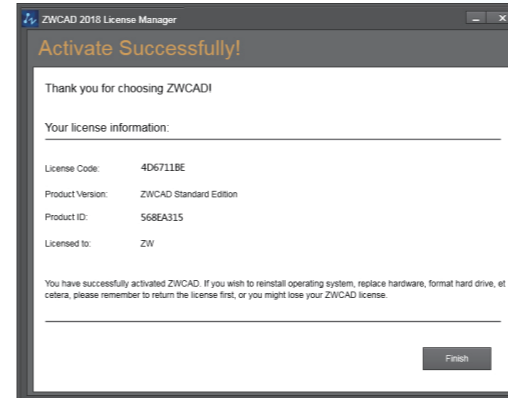 ZWCAD 2018 License Manager
Activate Successfully!
Thank you for choosing ZWCAD!
Your license information:
License Code: 4D6711BE
Product Version: ZWCAD Standard Edition
Product ID: 568EA315
Licensed to: ZW
You have successfully activated ZWCAD. If you wish to reinstall operating system, replace hardware, format hard drive, et
cetera, please remember to return the license first, or you might lose your ZWCAD license.
Finish